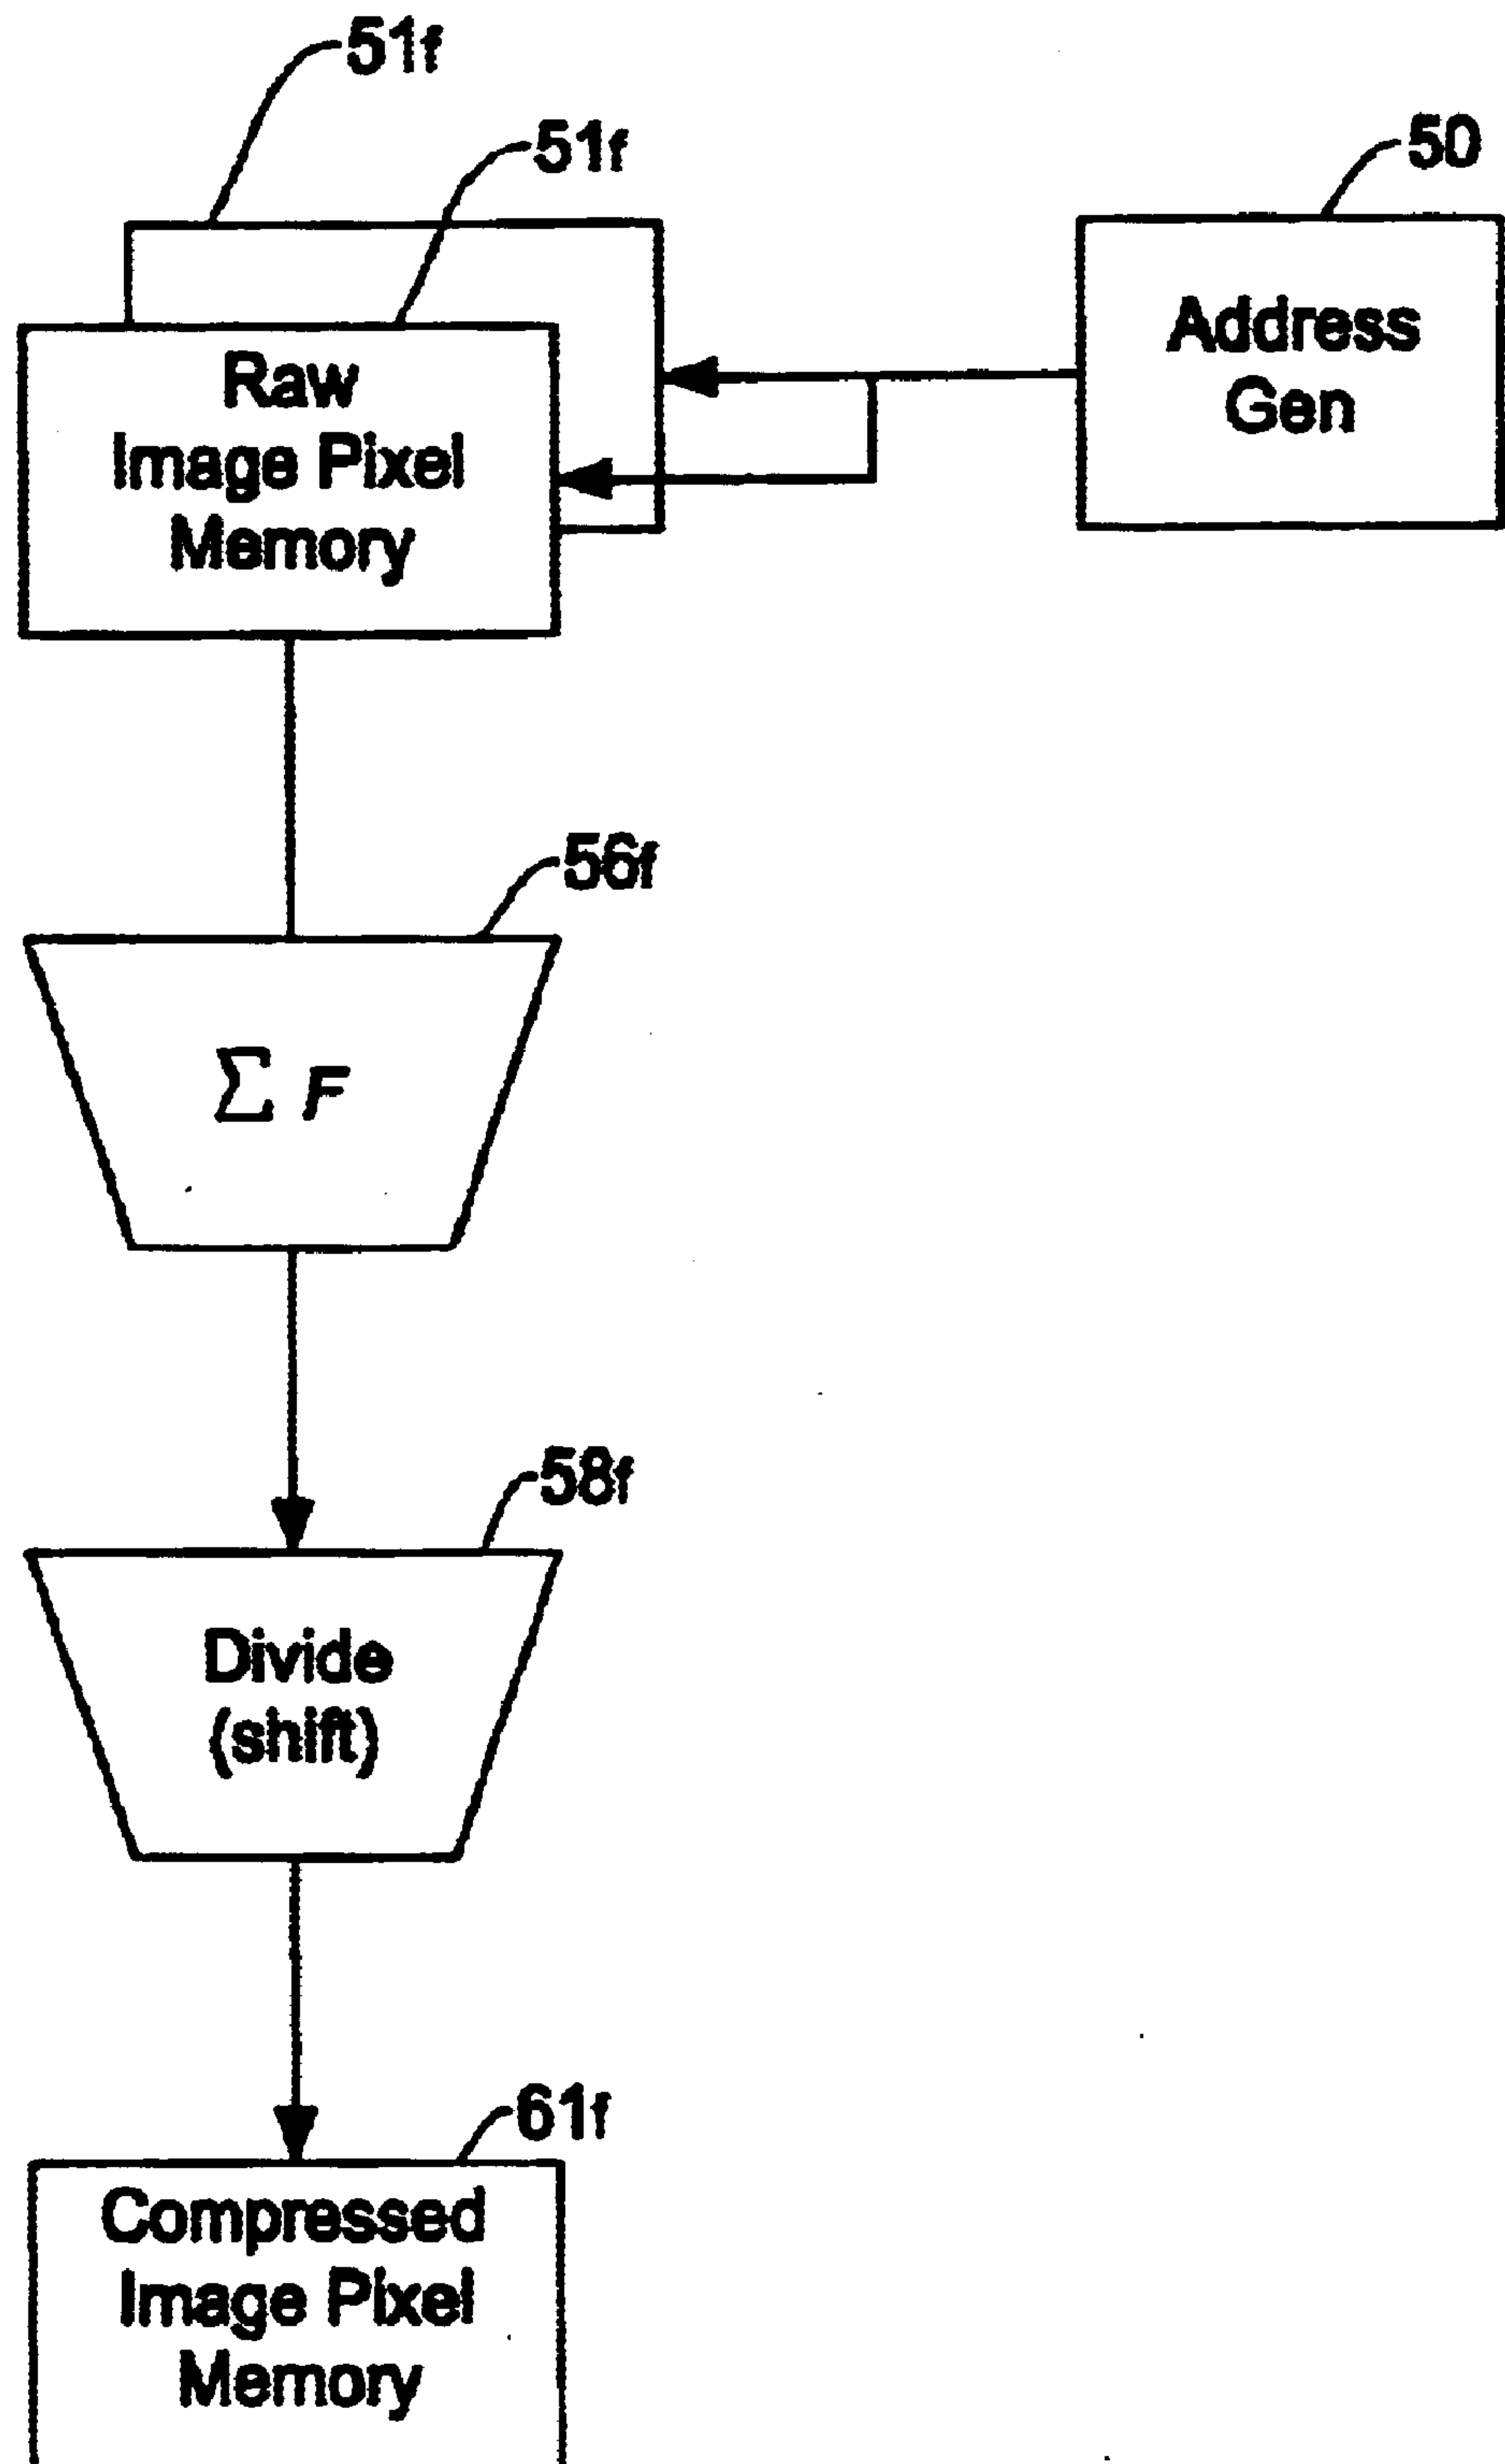 51f
51f
50
Raw
Image Pixel
Memory
Address
Gen
56f
Σ F
58f
Divide
(shift)
61f
Compressed
Image Pixel
Memory